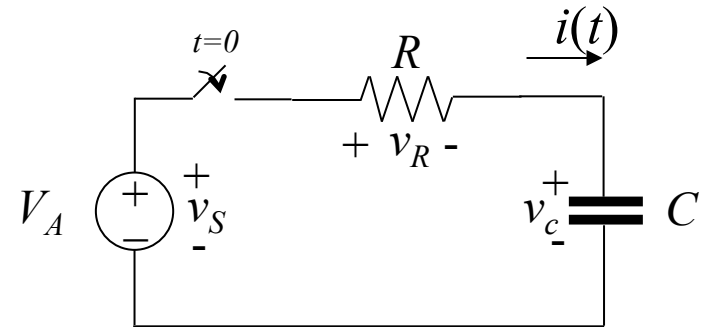 t=0
R
i(t)
+ v_R -
V_A
+
−
+
v_S
-
+
v_c
-
C